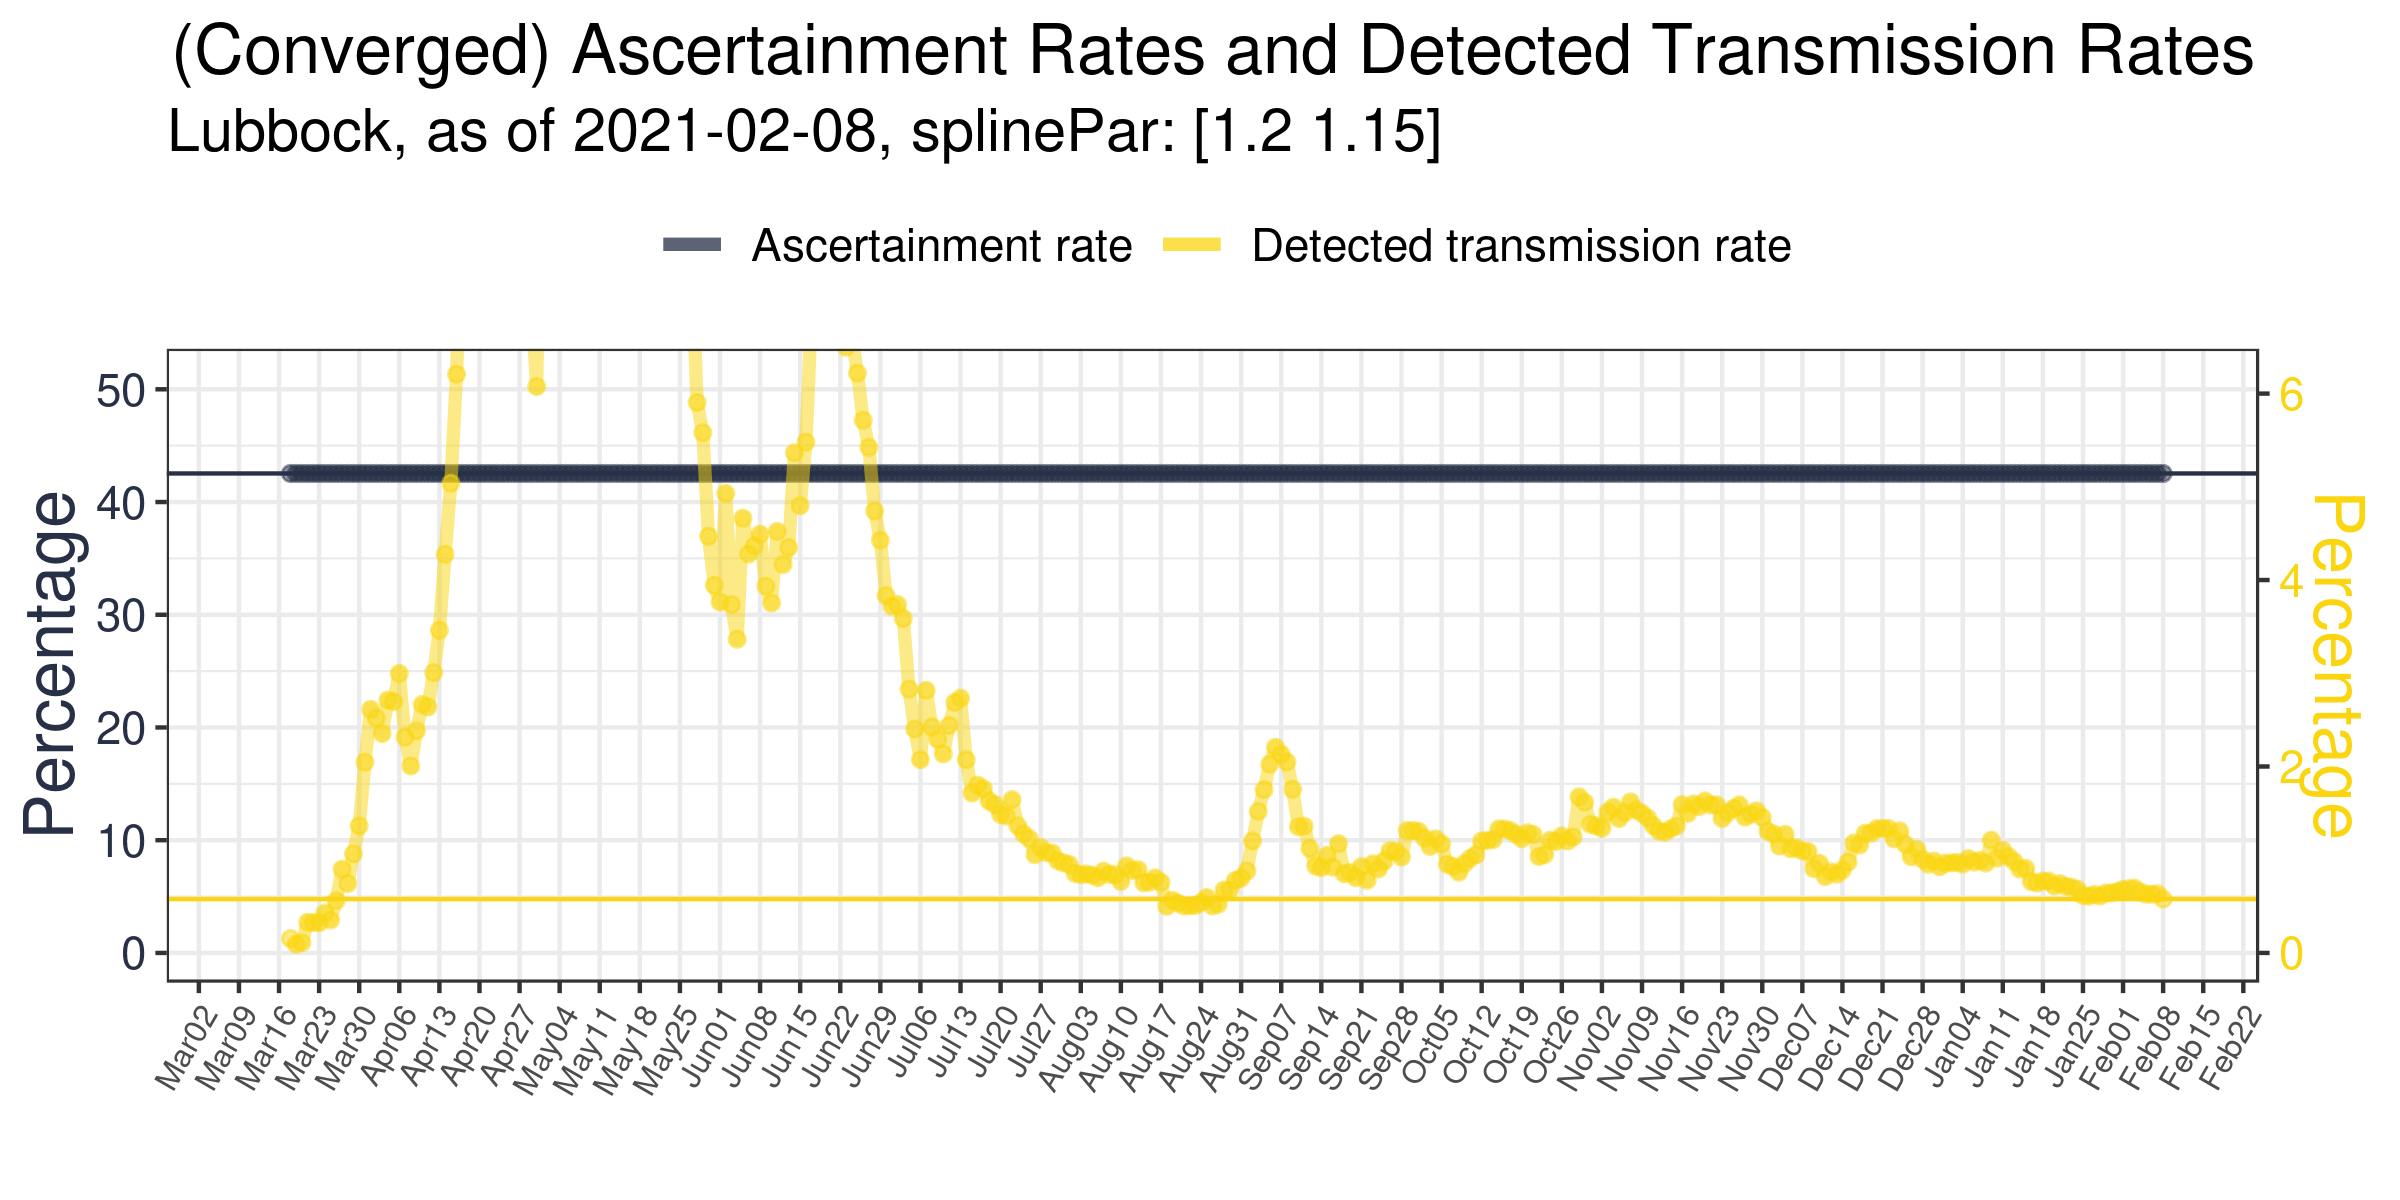 (Converged) Ascertainment Rates and Detected Transmission Rates
Lubbock, as of 2021-02-08, splinePar: [1.2 1.15]
Ascertainment rate Detected transmission rate
Percentage
50
40
30
20
10
0
6
4
2
0
Percentage
Mar02 Mar09 Mar16 Mar23 Mar30 Apr06 Apr13 Apr20 Apr27 May04 May11 May18 May25 Jun01 Jun08 Jun15 Jun22 Jun29 Jul06 Jul13 Jul20 Jul27 Aug03 Aug10 Aug17 Aug24 Aug31 Sep07 Sep14 Sep21 Sep28 Oct05 Oct12 Oct19 Oct26 Nov02 Nov09 Nov16 Nov23 Nov30 Dec07 Dec14 Dec21 Dec28 Jan04 Jan11 Jan18 Jan25 Feb01 Feb08 Feb15 Feb22